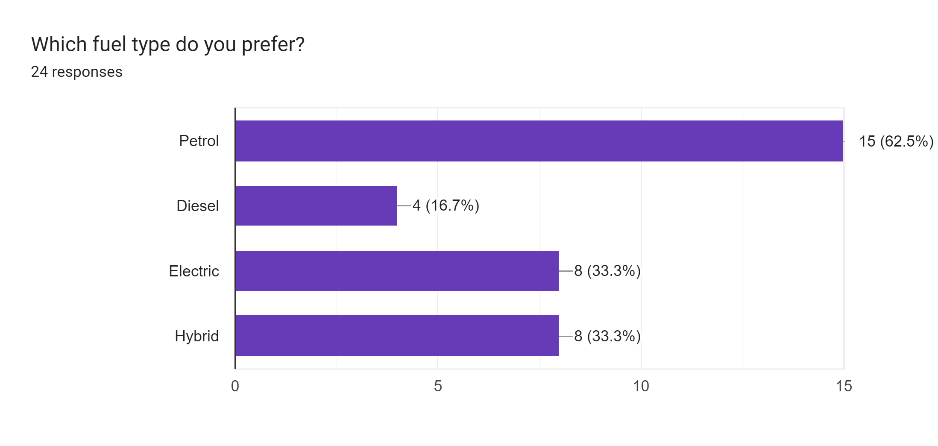 Which fuel type do you prefer?
24 responses
Petrol 15 (62.5%)
Diesel 4 (16.7%)
Electric 8 (33.3%)
Hybrid 8 (33.3%)
0 5 10 15